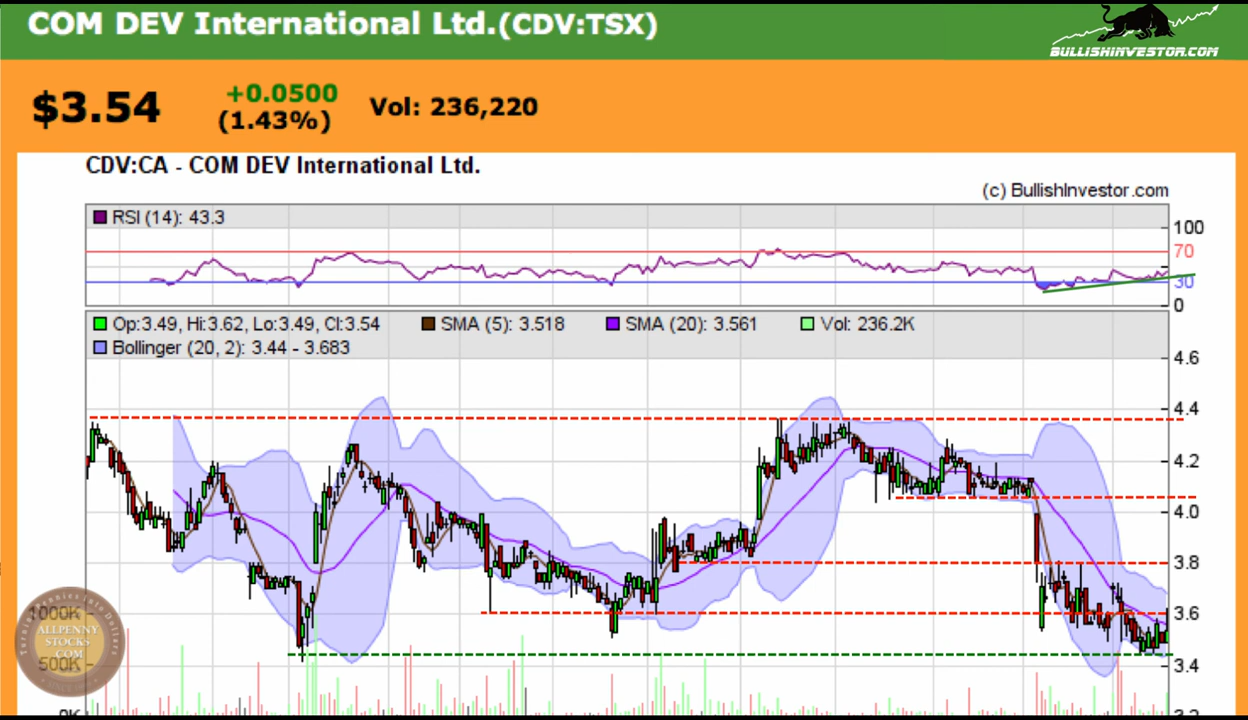 COM DEV International Ltd.(CDV:TSX)
BULLISHINVESTOR.COM
$3.54
+0.0500
(1.43%)
Vol: 236,220
CDV:CA - COM DEV International Ltd.
(c) BullishInvestor.com
RSI (14): 43.3
100
70
30
0
Op:3.49, Hi:3.62, Lo:3.49, Cl:3.54 SMA (5): 3.518 SMA (20): 3.561 Vol: 236.2K
Bollinger (20, 2): 3.44 - 3.683
4.6
4.4
4.2
4.0
3.8
3.6
3.4
1000K
500K
ALLPENNY
STOCKS
.COM